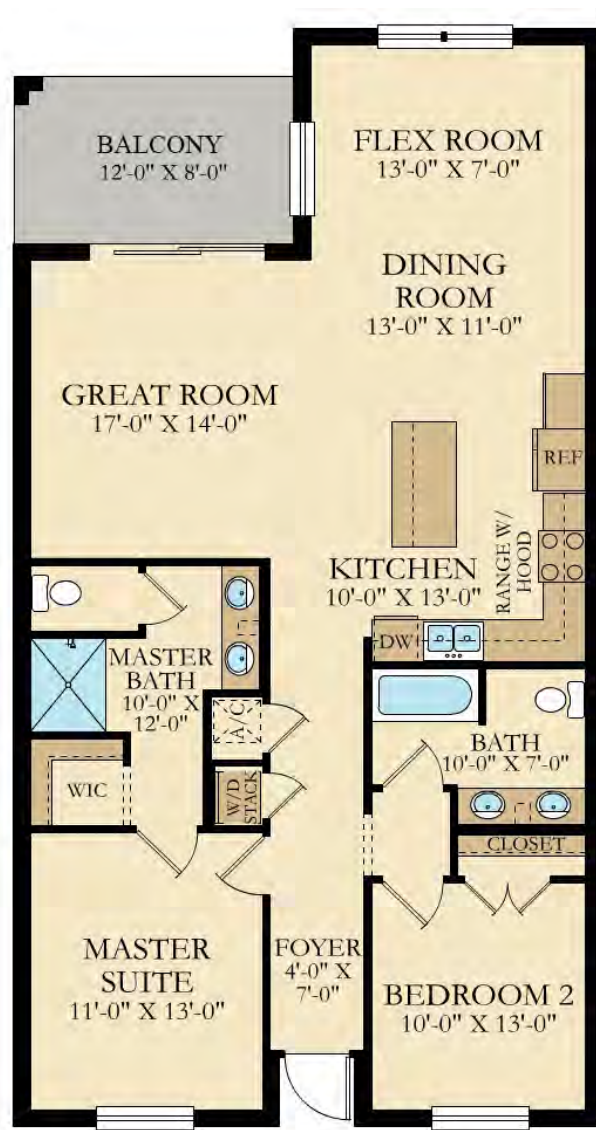 BALCONY
12'-0" X 8'-0"
FLEX ROOM
13'-0" X 7'-0"
DINING
ROOM
13'-0" X 11'-0"
GREAT ROOM
17'-0" X 14'-0"
REF
RANGE W/
HOOD
KITCHEN
10'-0" X 13'-0"
DW
MASTER
BATH
10'-0" X
12'-0"
A/C
BATH
10'-0" X 7'-0"
WIC
W/D
STACK
CLOSET
MASTER
SUITE
11'-0" X 13'-0"
FOYER
4'-0" X
7'-0"
BEDROOM 2
10'-0" X 13'-0"